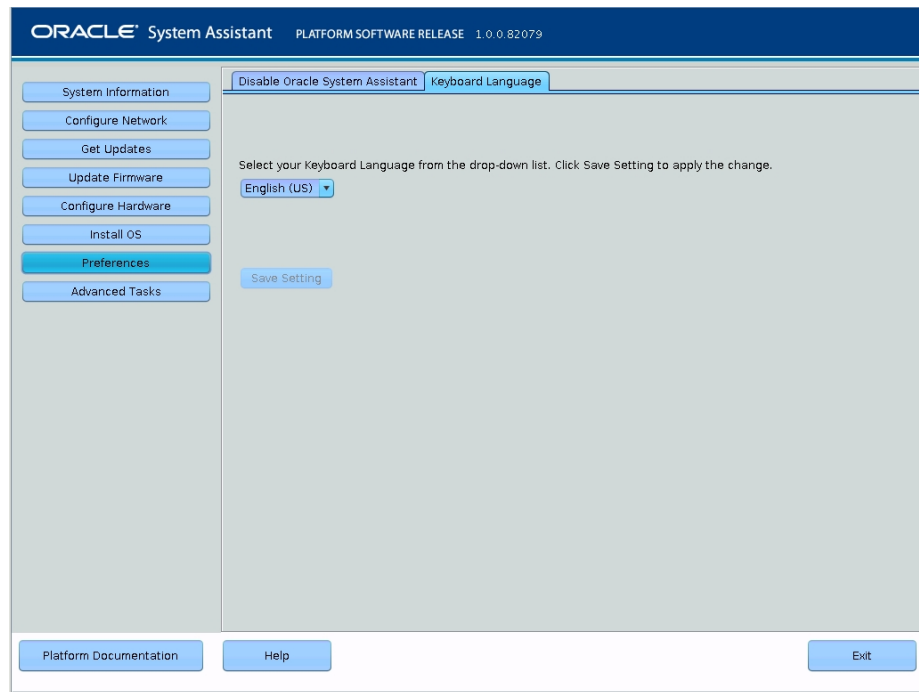 ORACLE System Assistant PLATFORM SOFTWARE RELEASE 1.0.0.82079
Disable Oracle System Assistant Keyboard Language
System Information
Configure Network
Get Updates
Update Firmware
Configure Hardware
Install OS
Preferences
Advanced Tasks
Select your Keyboard Language from the drop-down list. Click Save Setting to apply the change.
English (US)
Save Setting
Platform Documentation Help Exit